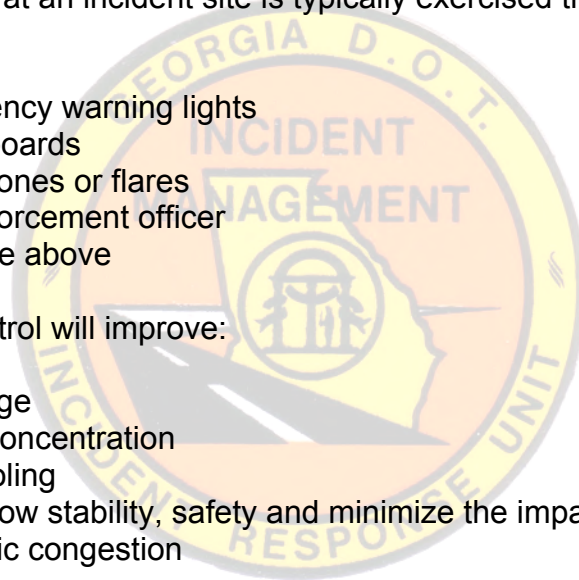 at an incident site is typically exercised
ency warning lights
oards
ones or flares
orcement officer
e above
trol will improve:
ge
oncentration
oling
ow stability, safety and minimize the impa
ic congestion
GEORGIA D.O.T.
INCIDENT
MANAGEMENT
INCIDENT RESPONSE UNIT